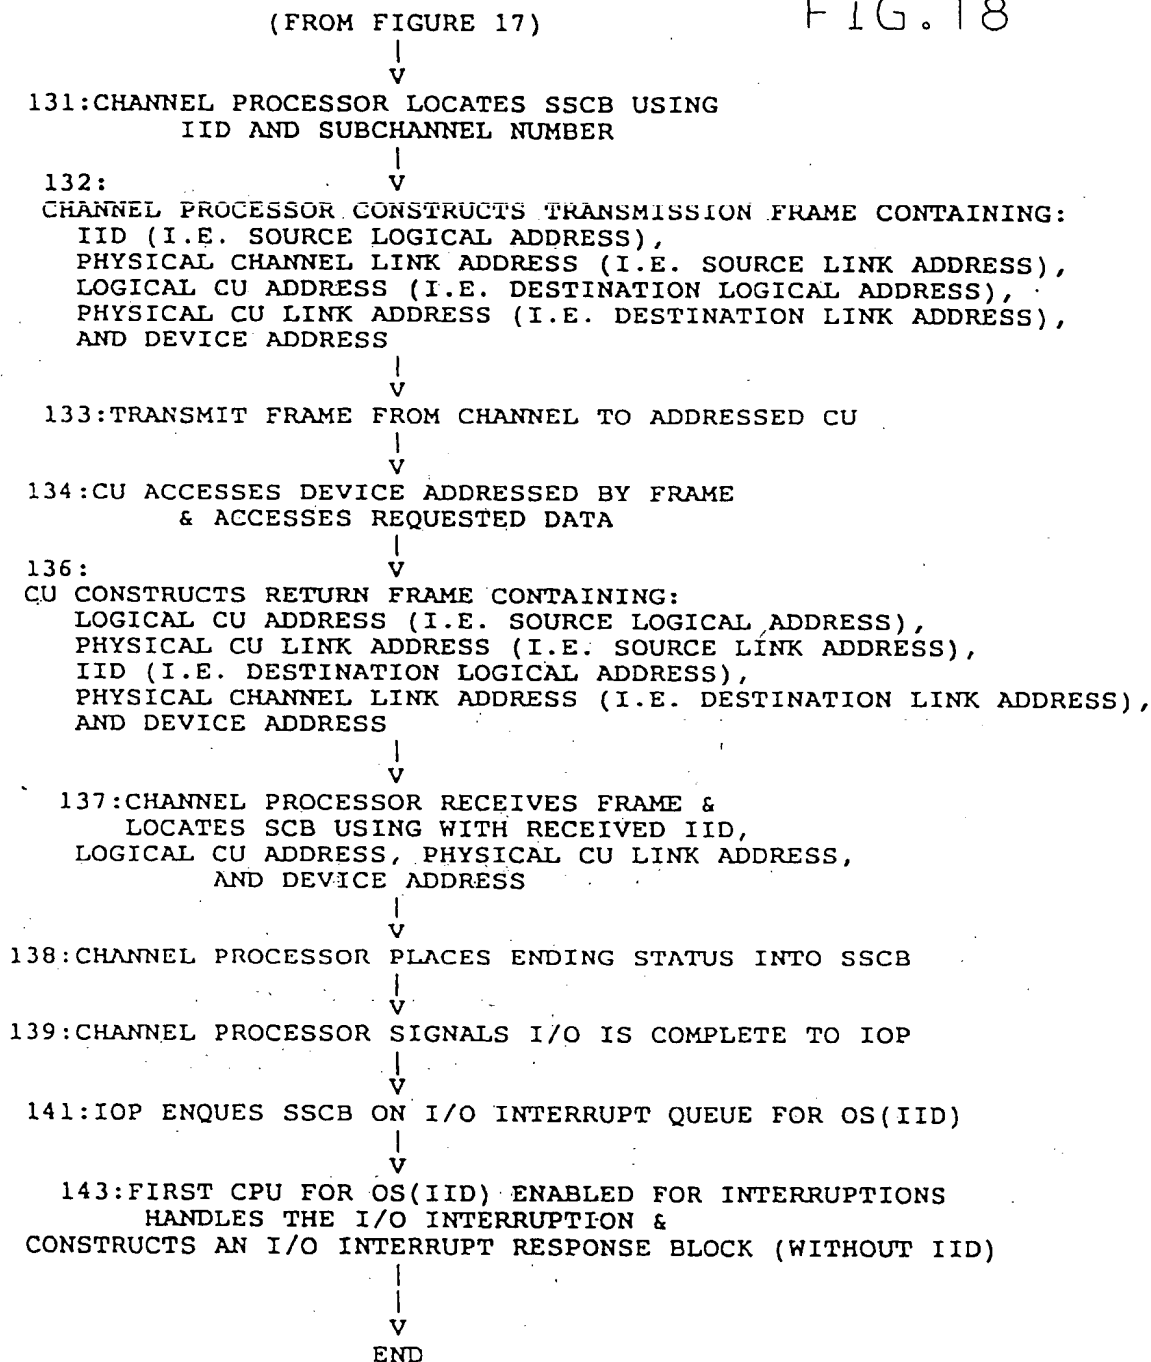 FIG. 18
(FROM FIGURE 17)
|
V
131:CHANNEL PROCESSOR LOCATES SSCB USING
IID AND SUBCHANNEL NUMBER
|
V
132:
CHANNEL PROCESSOR CONSTRUCTS TRANSMISSION FRAME CONTAINING:
IID (I.E. SOURCE LOGICAL ADDRESS),
PHYSICAL CHANNEL LINK ADDRESS (I.E. SOURCE LINK ADDRESS),
LOGICAL CU ADDRESS (I.E. DESTINATION LOGICAL ADDRESS),
PHYSICAL CU LINK ADDRESS (I.E. DESTINATION LINK ADDRESS),
AND DEVICE ADDRESS
|
V
133:TRANSMIT FRAME FROM CHANNEL TO ADDRESSED CU
|
V
134:CU ACCESSES DEVICE ADDRESSED BY FRAME
& ACCESSES REQUESTED DATA
|
V
136:
CU CONSTRUCTS RETURN FRAME CONTAINING:
LOGICAL CU ADDRESS (I.E. SOURCE LOGICAL ADDRESS),
PHYSICAL CU LINK ADDRESS (I.E. SOURCE LINK ADDRESS),
IID (I.E. DESTINATION LOGICAL ADDRESS),
PHYSICAL CHANNEL LINK ADDRESS (I.E. DESTINATION LINK ADDRESS),
AND DEVICE ADDRESS
|
V
137:CHANNEL PROCESSOR RECEIVES FRAME &
LOCATES SCB USING WITH RECEIVED IID,
LOGICAL CU ADDRESS, PHYSICAL CU LINK ADDRESS,
AND DEVICE ADDRESS
|
V
138:CHANNEL PROCESSOR PLACES ENDING STATUS INTO SSCB
|
V
139:CHANNEL PROCESSOR SIGNALS I/O IS COMPLETE TO IOP
|
V
141:IOP ENQUES SSCB ON I/O INTERRUPT QUEUE FOR OS(IID)
|
V
143:FIRST CPU FOR OS(IID) ENABLED FOR INTERRUPTIONS
HANDLES THE I/O INTERRUPTION &
CONSTRUCTS AN I/O INTERRUPT RESPONSE BLOCK (WITHOUT IID)
|
|
V
END